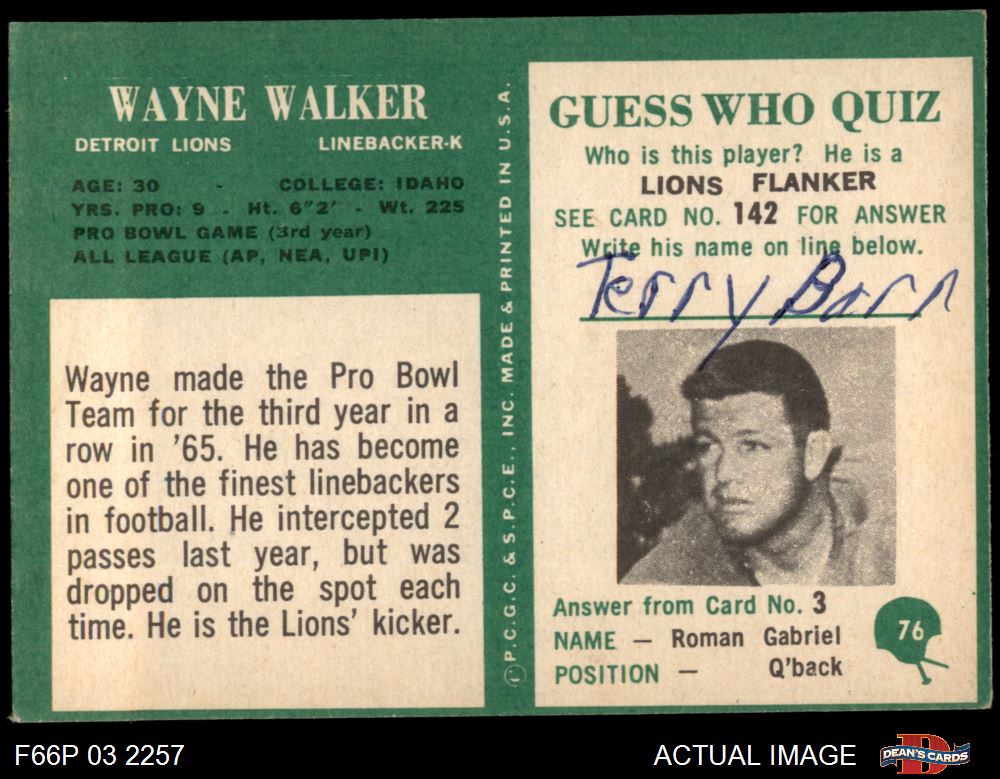 WAYNE WALKER
DETROIT LIONS LINEBACKER-K
AGE: 30 - COLLEGE: IDAHO
YRS. PRO: 9 - Ht. 6"2' - Wt. 225
PRO BOWL GAME (3rd year)
ALL LEAGUE (AP, NEA, UPI)
Wayne made the Pro Bowl
Team for the third year in a
row in '65. He has become
one of the finest linebackers
in football. He intercepted 2
passes last year, but was
dropped on the spot each
time. He is the Lions' kicker.
© P.C.G.C. & S.P.C.E., INC. MADE & PRINTED IN U.S.A.
GUESS WHO QUIZ
Who is this player? He is a
LIONS FLANKER
SEE CARD NO. 142 FOR ANSWER
Write his name on line below.
Terry Barr
Answer from Card No. 3
NAME — Roman Gabriel
POSITION — Q'back
76
F66P 03 2257
ACTUAL IMAGE
DEAN'S CARDS